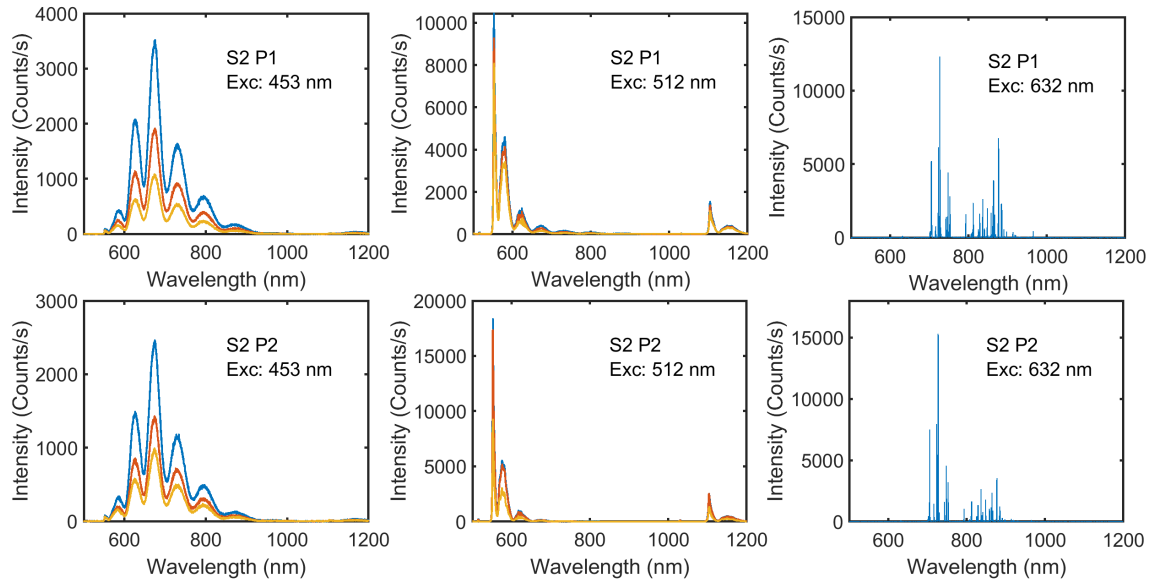 4000
3000
2000
1000
0
600
800
1000
1200
Intensity (Counts/s)
Wavelength (nm)
S2 P1
Exc: 453 nm
10000
8000
6000
4000
2000
0
600
800
1000
1200
Intensity (Counts/s)
Wavelength (nm)
S2 P1
Exc: 512 nm
15000
10000
5000
0
600
800
1000
1200
Intensity (Counts/s)
Wavelength (nm)
S2 P1
Exc: 632 nm
3000
2000
1000
0
600
800
1000
1200
Intensity (Counts/s)
Wavelength (nm)
S2 P2
Exc: 453 nm
20000
15000
10000
5000
0
600
800
1000
1200
Intensity (Counts/s)
Wavelength (nm)
S2 P2
Exc: 512 nm
15000
10000
5000
0
600
800
1000
1200
Intensity (Counts/s)
Wavelength (nm)
S2 P2
Exc: 632 nm